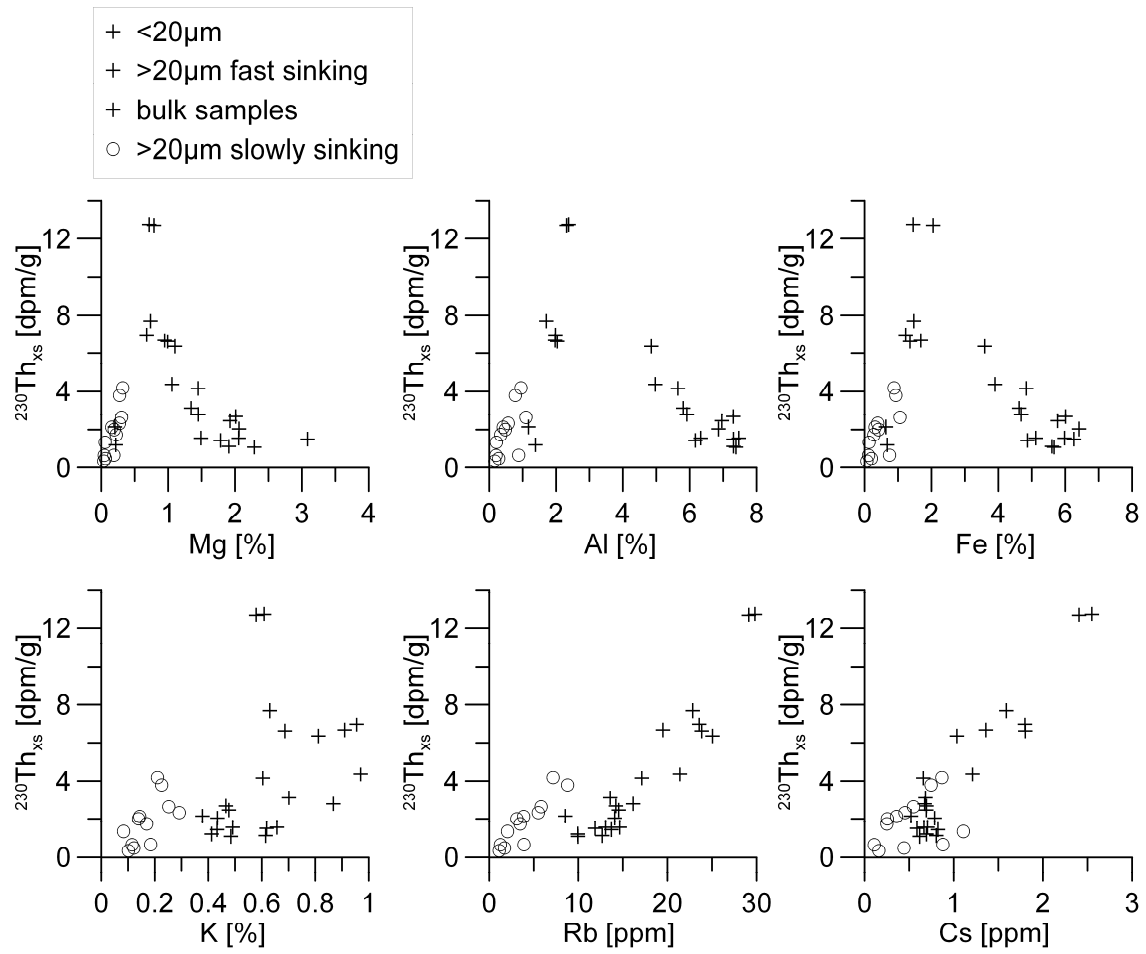 <20µm
>20µm fast sinking
bulk samples
>20µm slowly sinking
²³⁰Thₓₛ [dpm/g]
12
8
4
0
0 1 2 3 4
Mg [%]
²³⁰Thₓₛ [dpm/g]
12
8
4
0
0 2 4 6 8
Al [%]
²³⁰Thₓₛ [dpm/g]
12
8
4
0
0 2 4 6 8
Fe [%]
²³⁰Thₓₛ [dpm/g]
12
8
4
0
0 0.2 0.4 0.6 0.8 1
K [%]
²³⁰Thₓₛ [dpm/g]
12
8
4
0
0 10 20 30
Rb [ppm]
²³⁰Thₓₛ [dpm/g]
12
8
4
0
0 1 2 3
Cs [ppm]